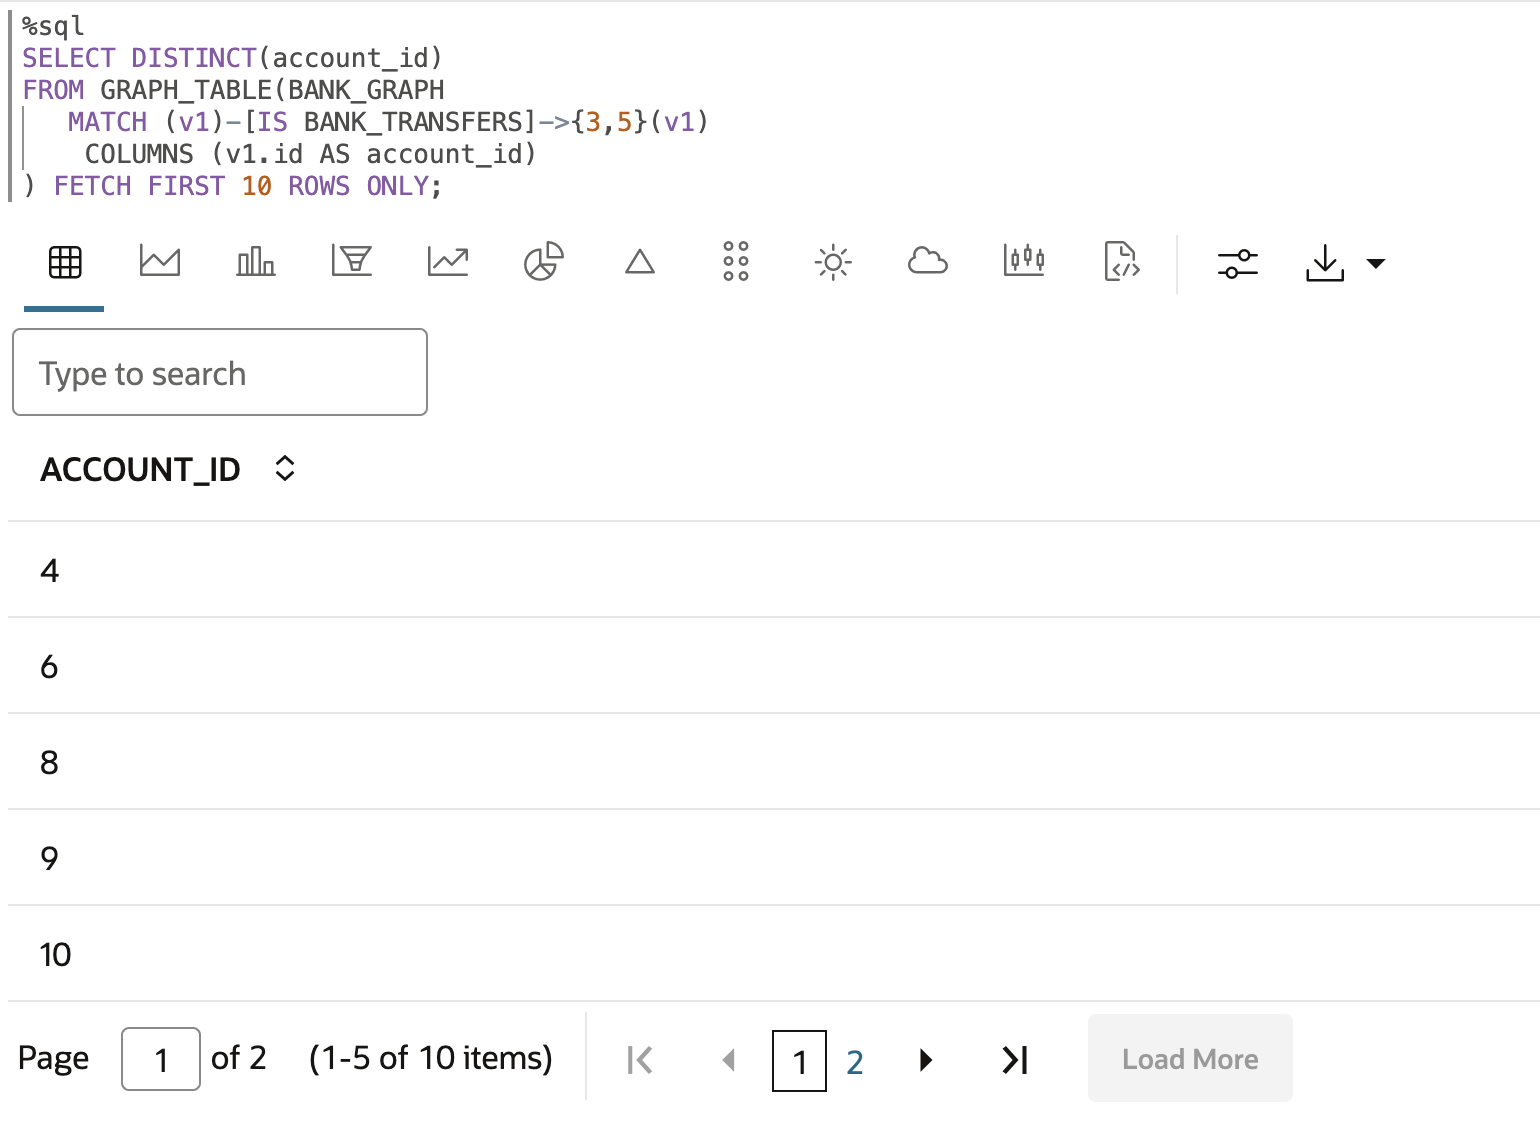 %sql
SELECT DISTINCT(account_id)
FROM GRAPH_TABLE(BANK_GRAPH
MATCH (v1)-[IS BANK_TRANSFERS]->{3,5}(v1)
COLUMNS (v1.id AS account_id)
) FETCH FIRST 10 ROWS ONLY;
Type to search
ACCOUNT_ID
4
6
8
9
10
Page 1 of 2 (1-5 of 10 items) 1 2 Load More